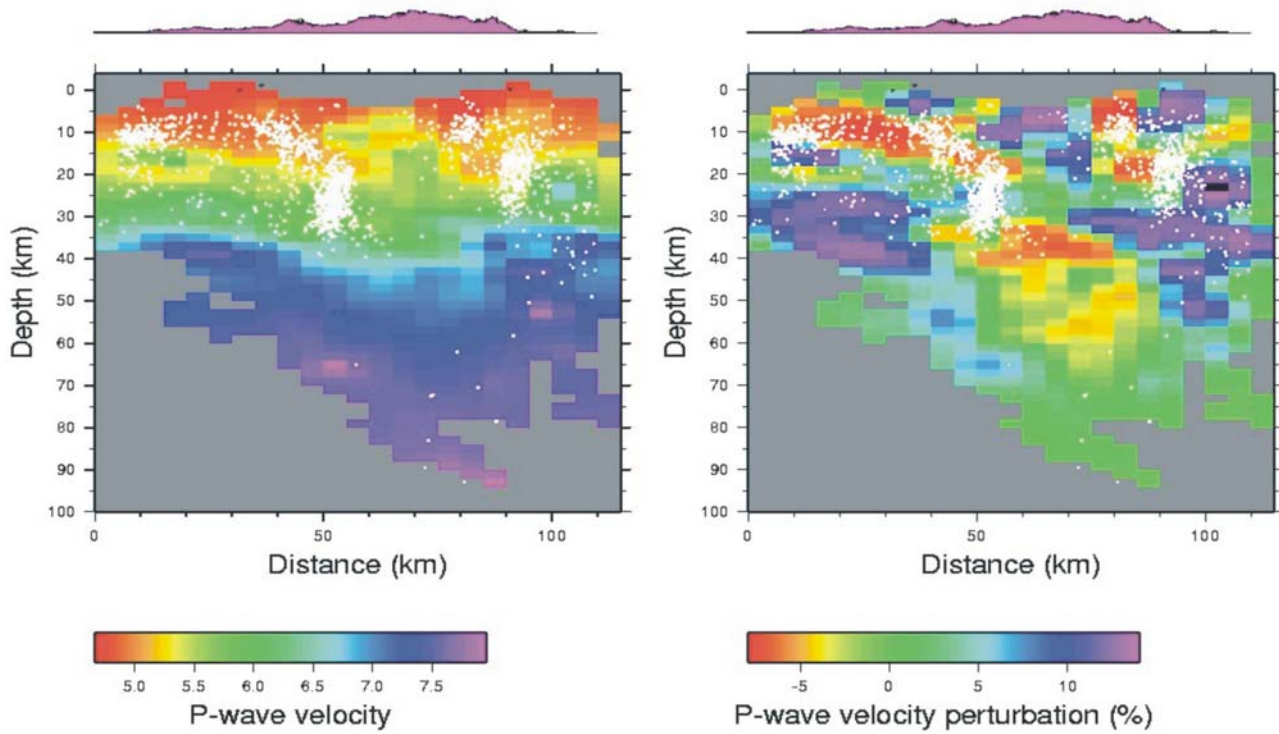 0
10
20
30
40
50
60
70
80
90
100
Depth (km)
0 50 100
Distance (km)
5.0 5.5 6.0 6.5 7.0 7.5
P-wave velocity
0
10
20
30
40
50
60
70
80
90
100
Depth (km)
0 50 100
Distance (km)
-5 0 5 10
P-wave velocity perturbation (%)